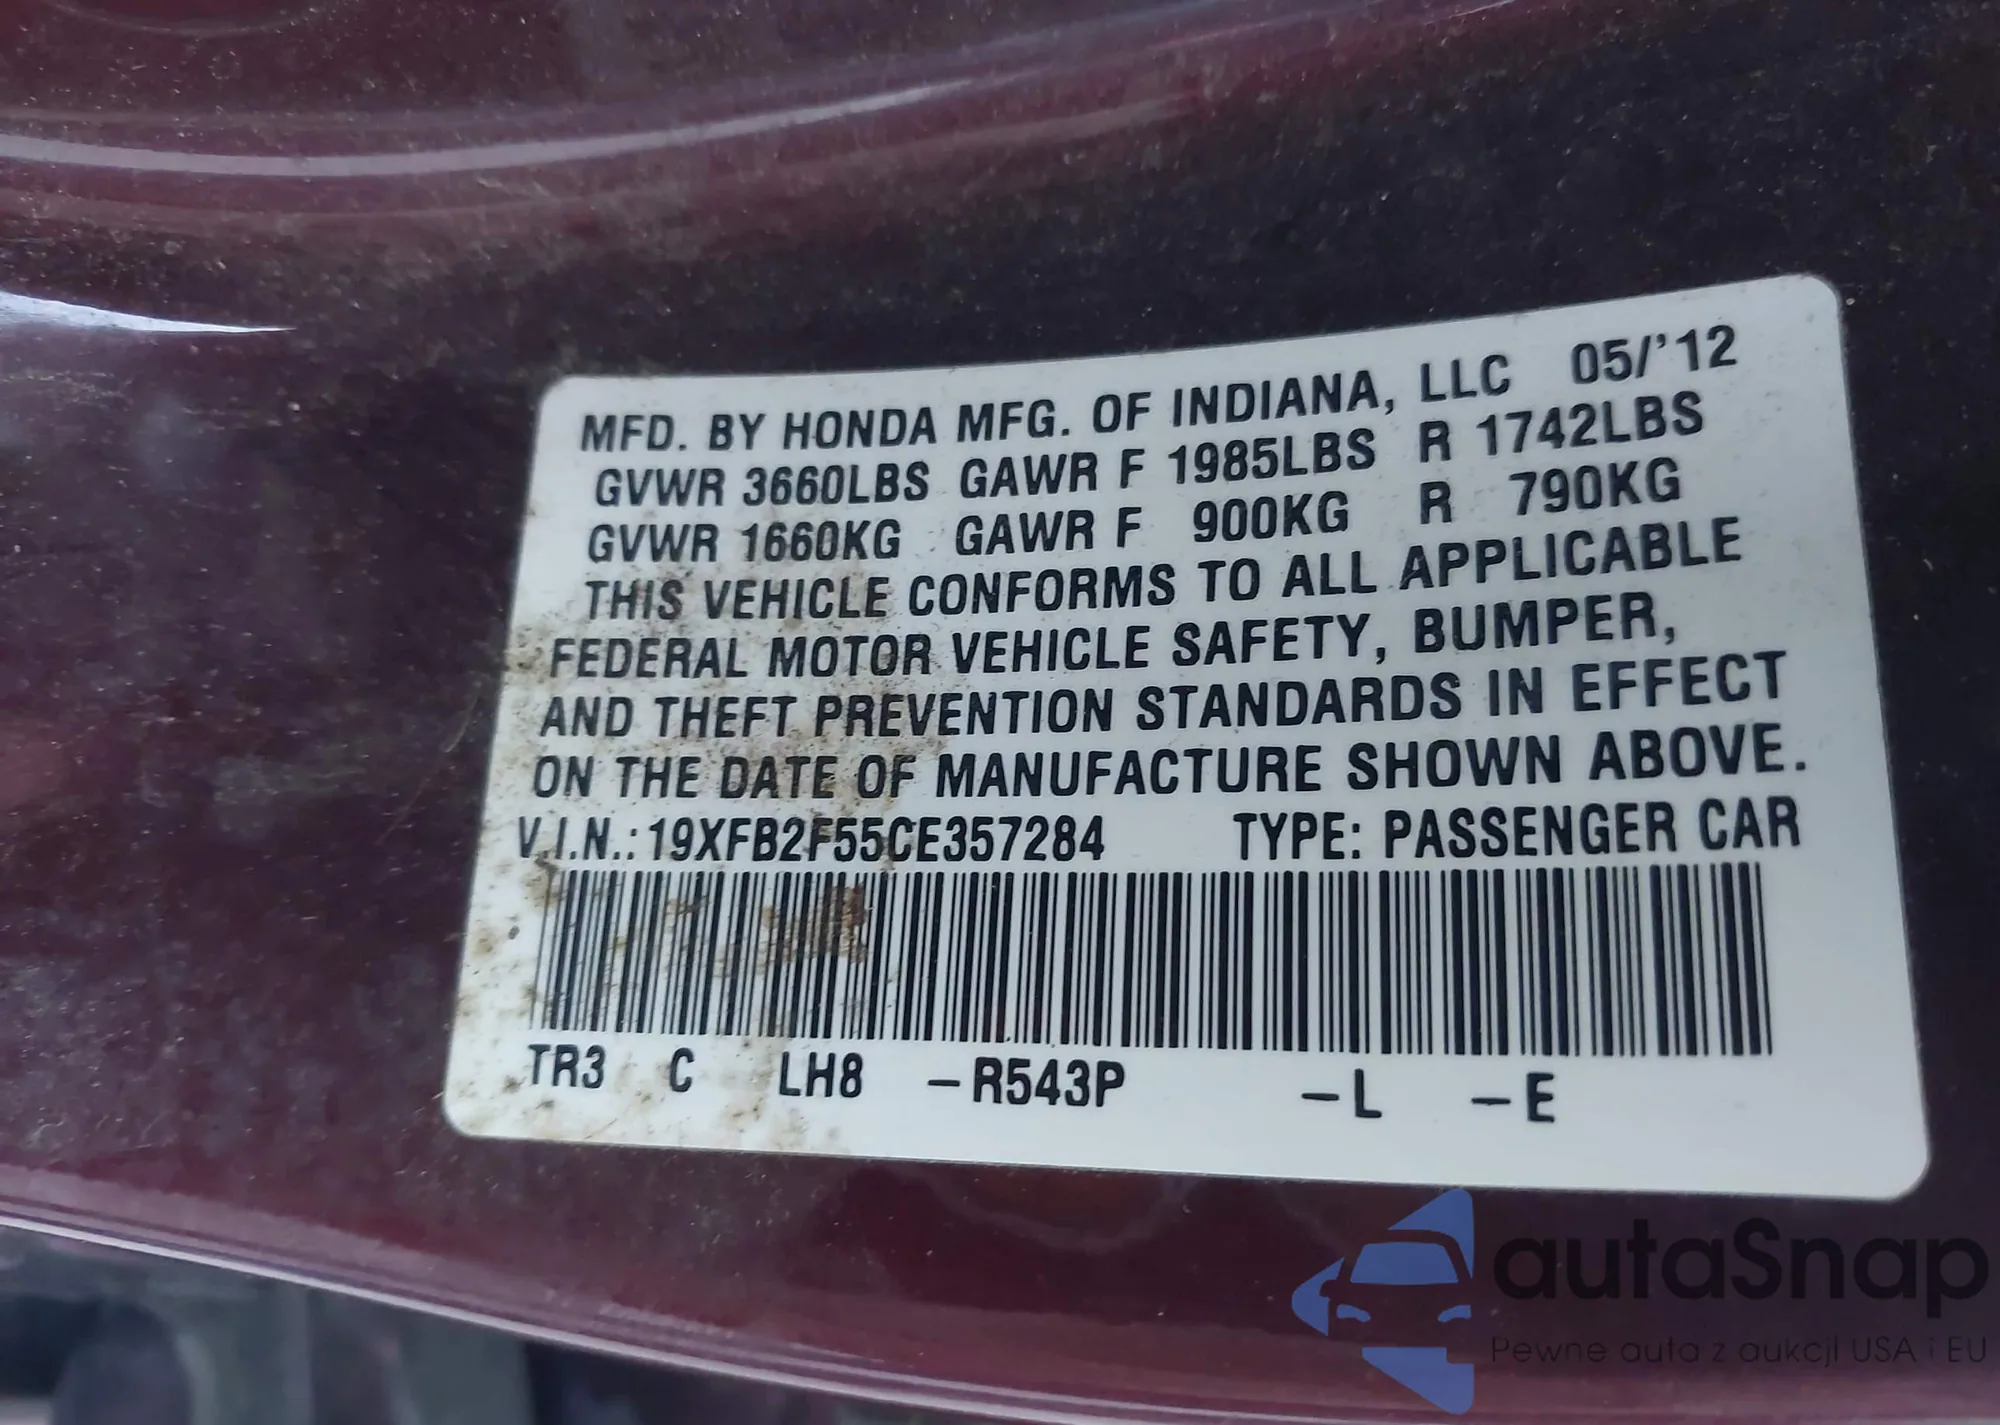 MFD. BY HONDA MFG. OF INDIANA, LLC 05/'12
GVWR 3660LBS GAWR F 1985LBS R 1742LBS
GVWR 1660KG GAWR F 900KG R 790KG
THIS VEHICLE CONFORMS TO ALL APPLICABLE
FEDERAL MOTOR VEHICLE SAFETY, BUMPER,
AND THEFT PREVENTION STANDARDS IN EFFECT
ON THE DATE OF MANUFACTURE SHOWN ABOVE.
V.I.N.: 19XFB2F55CE357284 TYPE: PASSENGER CAR
TR3 C LH8 –R543P –L –E
autaSnap
Pewne auta z aukcji USA i EU